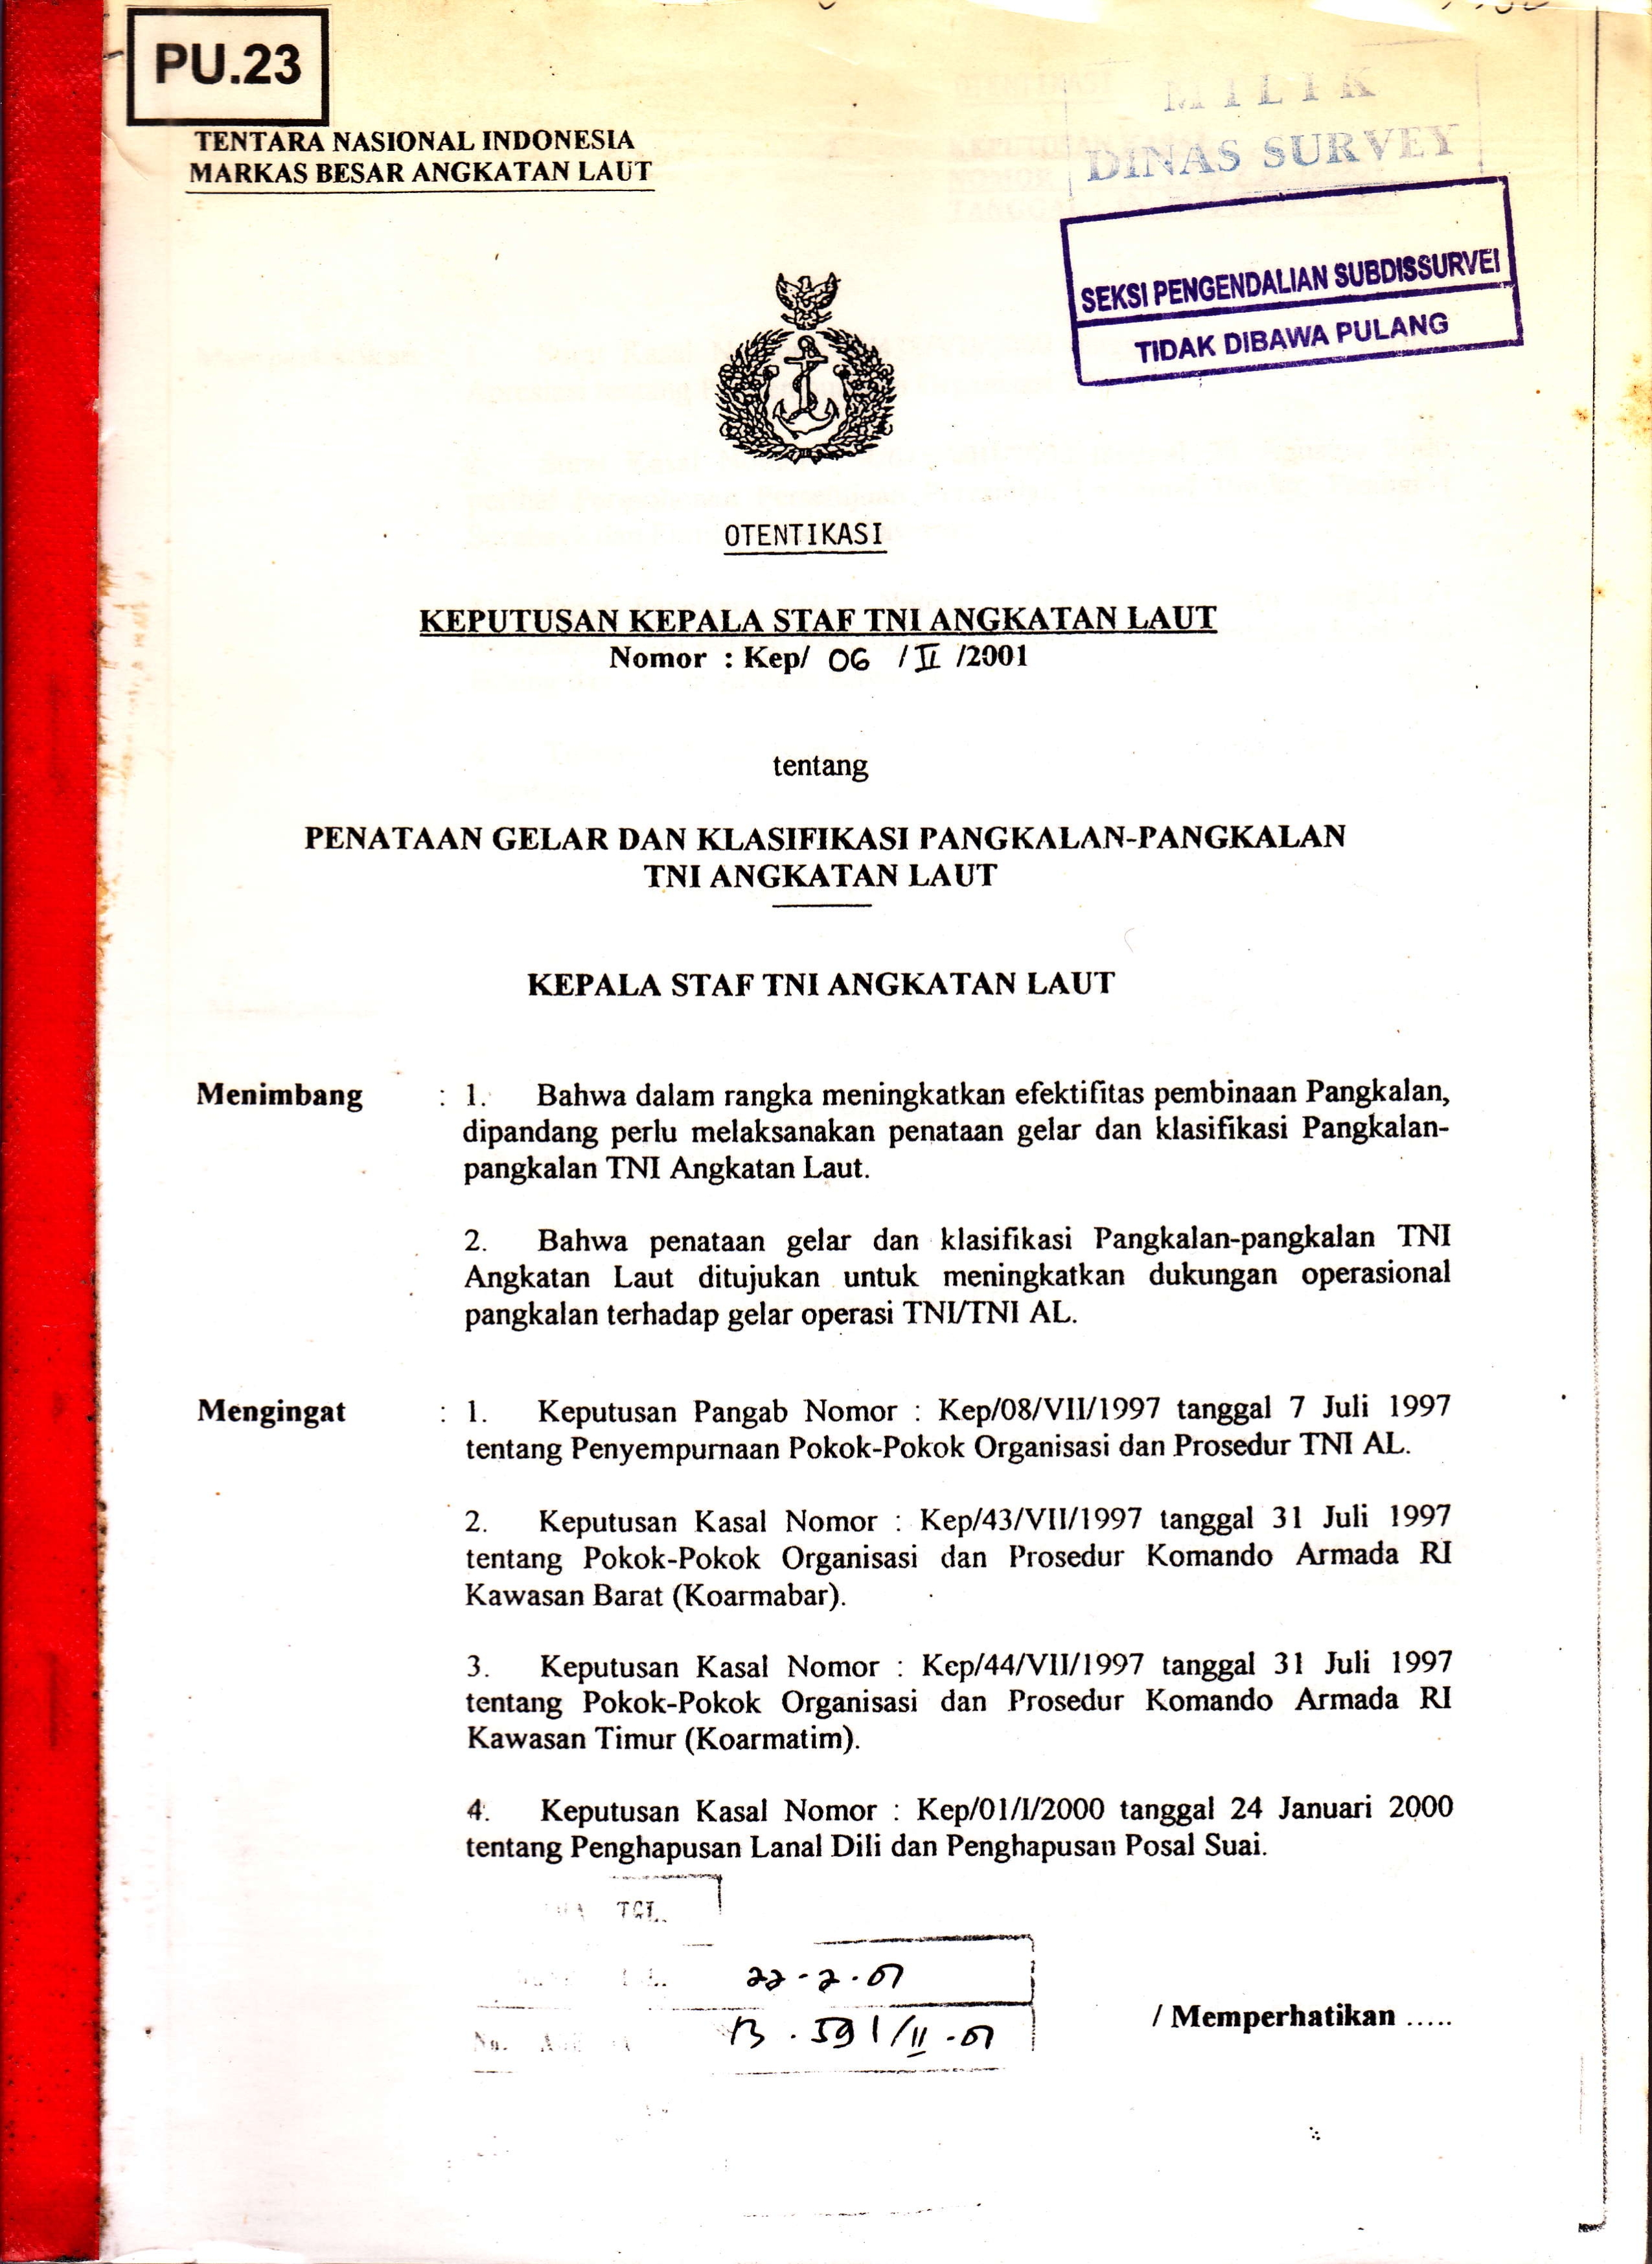 PU.23
MILIK
DINAS SURVEY
TENTARA NASIONAL INDONESIA
MARKAS BESAR ANGKATAN LAUT
SEKSI PENGENDALIAN SUBDISSURVEI
TIDAK DIBAWA PULANG
OTENTIKASI
KEPUTUSAN KEPALA STAF TNI ANGKATAN LAUT
Nomor : Kep/ 06 / II /2001
tentang
PENATAAN GELAR DAN KLASIFIKASI PANGKALAN-PANGKALAN
TNI ANGKATAN LAUT
KEPALA STAF TNI ANGKATAN LAUT
Menimbang : 1. Bahwa dalam rangka meningkatkan efektifitas pembinaan Pangkalan,
dipandang perlu melaksanakan penataan gelar dan klasifikasi Pangkalan-
pangkalan TNI Angkatan Laut.
2. Bahwa penataan gelar dan klasifikasi Pangkalan-pangkalan TNI
Angkatan Laut ditujukan untuk meningkatkan dukungan operasional
pangkalan terhadap gelar operasi TNI/TNI AL.
Mengingat : 1. Keputusan Pangab Nomor : Kep/08/VII/1997 tanggal 7 Juli 1997
tentang Penyempurnaan Pokok-Pokok Organisasi dan Prosedur TNI AL.
2. Keputusan Kasal Nomor : Kep/43/VII/1997 tanggal 31 Juli 1997
tentang Pokok-Pokok Organisasi dan Prosedur Komando Armada RI
Kawasan Barat (Koarmabar).
3. Keputusan Kasal Nomor : Kep/44/VII/1997 tanggal 31 Juli 1997
tentang Pokok-Pokok Organisasi dan Prosedur Komando Armada RI
Kawasan Timur (Koarmatim).
4. Keputusan Kasal Nomor : Kep/01/I/2000 tanggal 24 Januari 2000
tentang Penghapusan Lanal Dili dan Penghapusan Posal Suai.
TGL.
22-2-01
No. B.591/II-01
/ Memperhatikan .....